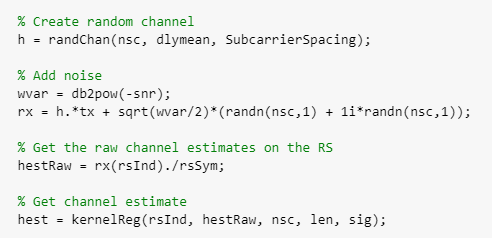 % Create random channel
h = randChan(nsc, dlymean, SubcarrierSpacing);
% Add noise
wvar = db2pow(-snr);
rx = h.*tx + sqrt(wvar/2)*(randn(nsc,1) + 1i*randn(nsc,1));
% Get the raw channel estimates on the RS
hestRaw = rx(rsInd)./rsSym;
% Get channel estimate
hest = kernelReg(rsInd, hestRaw, nsc, len, sig);